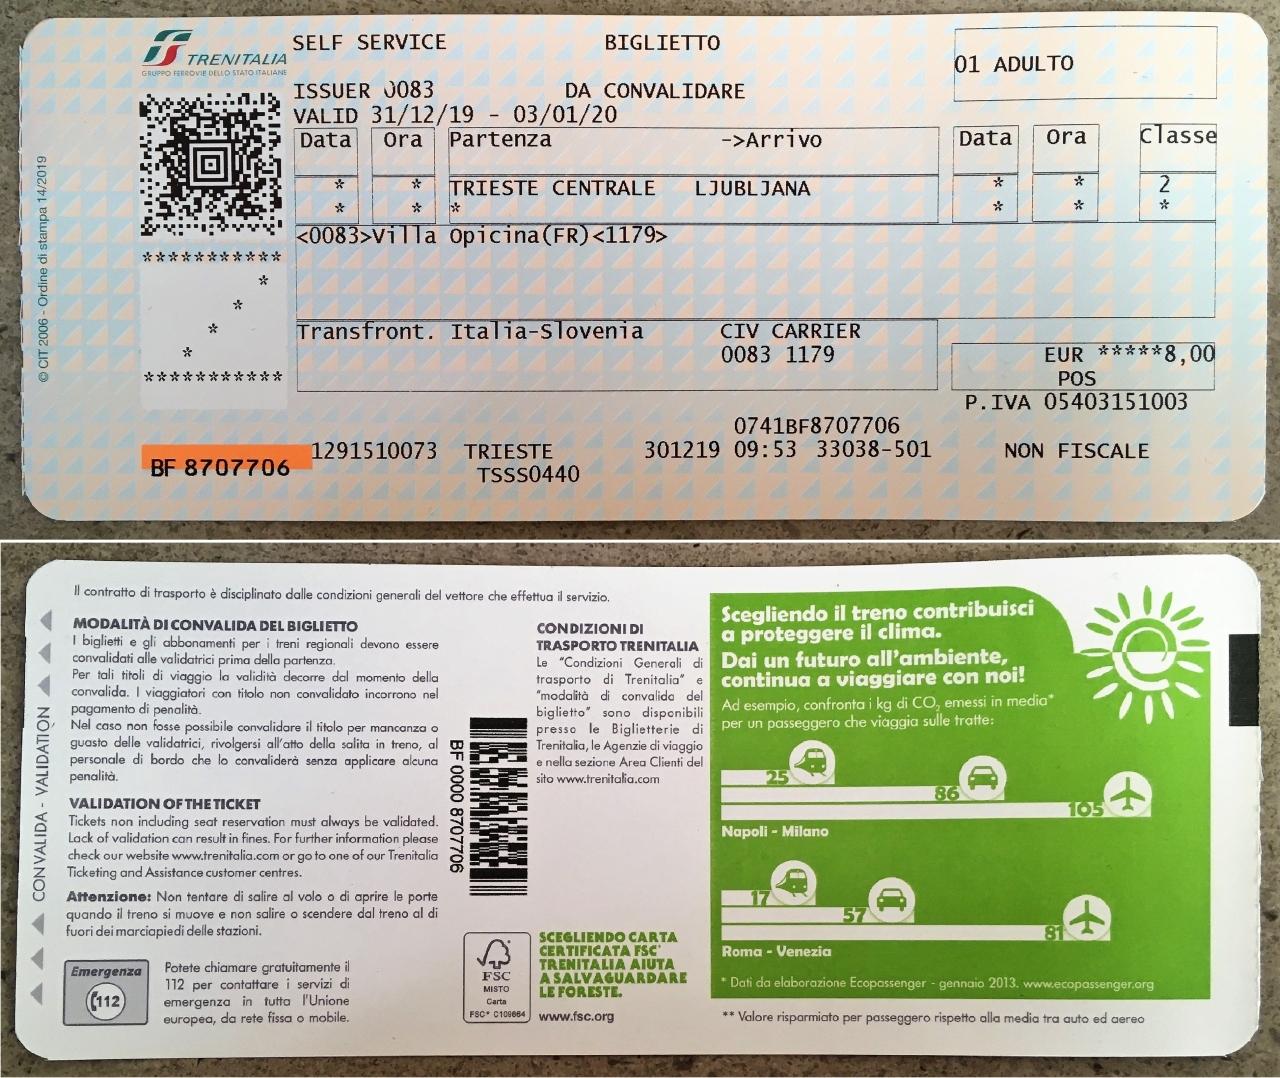 TRENITALIA
GRUPPO FERROVIE DELLO STATO ITALIANE
SELF SERVICE BIGLIETTO
01 ADULTO
ISSUER 0083 DA CONVALIDARE
VALID 31/12/19 - 03/01/20
Data Ora Partenza ->Arrivo Data Ora Classe
* * TRIESTE CENTRALE LJUBLJANA * * 2
* * * * * *
<0083>Villa Opicina(FR)<1179>
***********
*
*
*
*
***********
Transfront. Italia-Slovenia CIV CARRIER
0083 1179
EUR *****8,00
POS
P.IVA 05403151003
0741BF8707706
BF 8707706 1291510073 TRIESTE 301219 09:53 33038-501 NON FISCALE
TSSS0440
© CIT 2006 - Ordine di stampa 14/2019
Il contratto di trasporto è disciplinato dalle condizioni generali del vettore che effettua il servizio.
CONVALIDA - VALIDATION
MODALITÀ DI CONVALIDA DEL BIGLIETTO
I biglietti e gli abbonamenti per i treni regionali devono essere
convalidati alle validatrici prima della partenza.
Per tali titoli di viaggio la validità decorre dal momento della
convalida. I viaggiatori con titolo non convalidato incorrono nel
pagamento di penalità.
Nel caso non fosse possibile convalidare il titolo per mancanza o
guasto delle validatrici, rivolgersi all'atto della salita in treno, al
personale di bordo che lo convaliderà senza applicare alcuna
penalità.
VALIDATION OF THE TICKET
Tickets non including seat reservation must always be validated.
Lack of validation can result in fines. For further information please
check our website www.trenitalia.com or go to one of our Trenitalia
Ticketing and Assistance customer centres.
Attenzione: Non tentare di salire al volo o di aprire le porte
quando il treno si muove e non salire o scendere dal treno al di
fuori dei marciapiedi delle stazioni.
Emergenza
112
Potete chiamare gratuitamente il
112 per contattare i servizi di
emergenza in tutta l'Unione
europea, da rete fissa o mobile.
BF 0000 8707706
CONDIZIONI DI
TRASPORTO TRENITALIA
Le "Condizioni Generali di
trasporto di Trenitalia" e
"modalità di convalida del
biglietto" sono disponibili
presso le Biglietterie di
Trenitalia, le Agenzie di viaggio
e nella sezione Area Clienti del
sito www.trenitalia.com
FSC
MISTO
Carta
FSC® C109664
SCEGLIENDO CARTA
CERTIFICATA FSC®
TRENITALIA AIUTA
A SALVAGUARDARE
LE FORESTE.
www.fsc.org
Scegliendo il treno contribuisci
a proteggere il clima.
Dai un futuro all'ambiente,
continua a viaggiare con noi!
Ad esempio, confronta i kg di CO2 emessi in media*
per un passeggero che viaggia sulle tratte:
25
86
105
Napoli - Milano
17
57
81
Roma - Venezia
* Dati da elaborazione Ecopassenger - gennaio 2013. www.ecopassenger.org
** Valore risparmiato per passeggero rispetto alla media tra auto ed aereo